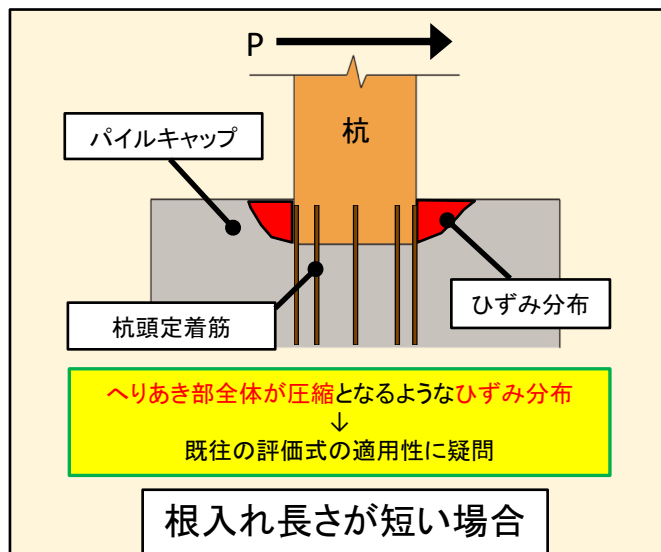 P
杭
パイルキャップ
ひずみ分布
杭頭定着筋
へりあき部全体が圧縮となるようなひずみ分布
↓
既往の評価式の適用性に疑問
根入れ長さが短い場合